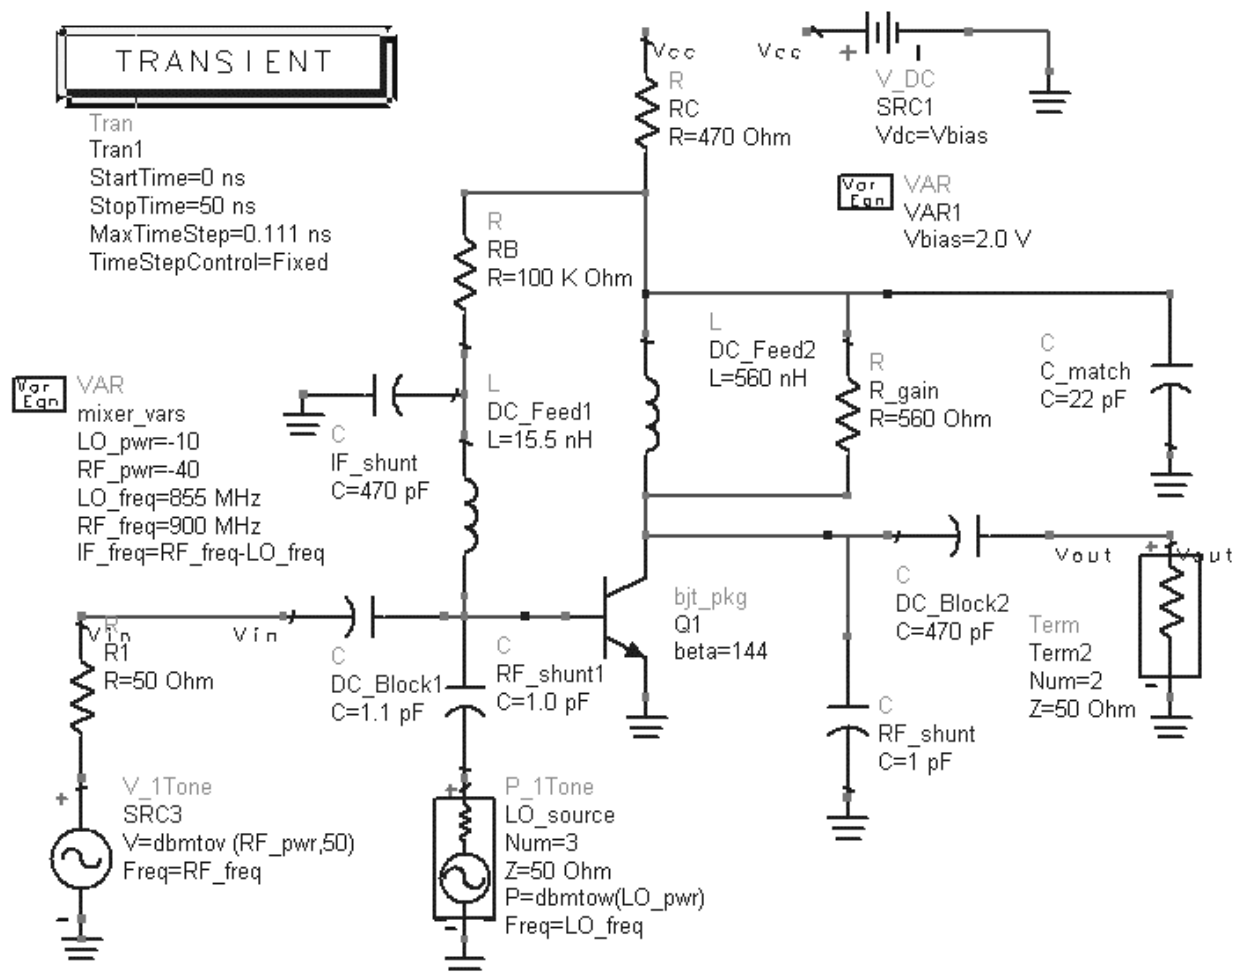 TRANSIENT
Tran
Tran1
StartTime=0 ns
StopTime=50 ns
MaxTimeStep=0.111 ns
TimeStepControl=Fixed
Vcc
R
RC
R=470 Ohm
Vcc
+
V_DC
SRC1
Vdc=Vbias
Var
Eqn
VAR
VAR1
Vbias=2.0 V
R
RB
R=100 K Ohm
L
DC_Feed2
L=560 nH
R
R_gain
R=560 Ohm
C
C_match
C=22 pF
Var
Eqn
VAR
mixer_vars
LO_pwr=-10
RF_pwr=-40
LO_freq=855 MHz
RF_freq=900 MHz
IF_freq=RF_freq-LO_freq
C
IF_shunt
C=470 pF
L
DC_Feed1
L=15.5 nH
Vin
Vin
R
R1
R=50 Ohm
C
DC_Block1
C=1.1 pF
C
RF_shunt1
C=1.0 pF
bjt_pkg
Q1
beta=144
C
DC_Block2
C=470 pF
Vout
Vout
+
Term
Term2
Num=2
Z=50 Ohm
-
C
RF_shunt
C=1 pF
+
V_1Tone
SRC3
V=dbmtov (RF_pwr,50)
Freq=RF_freq
-
+
P_1Tone
LO_source
Num=3
Z=50 Ohm
P=dbmtow(LO_pwr)
Freq=LO_freq
-